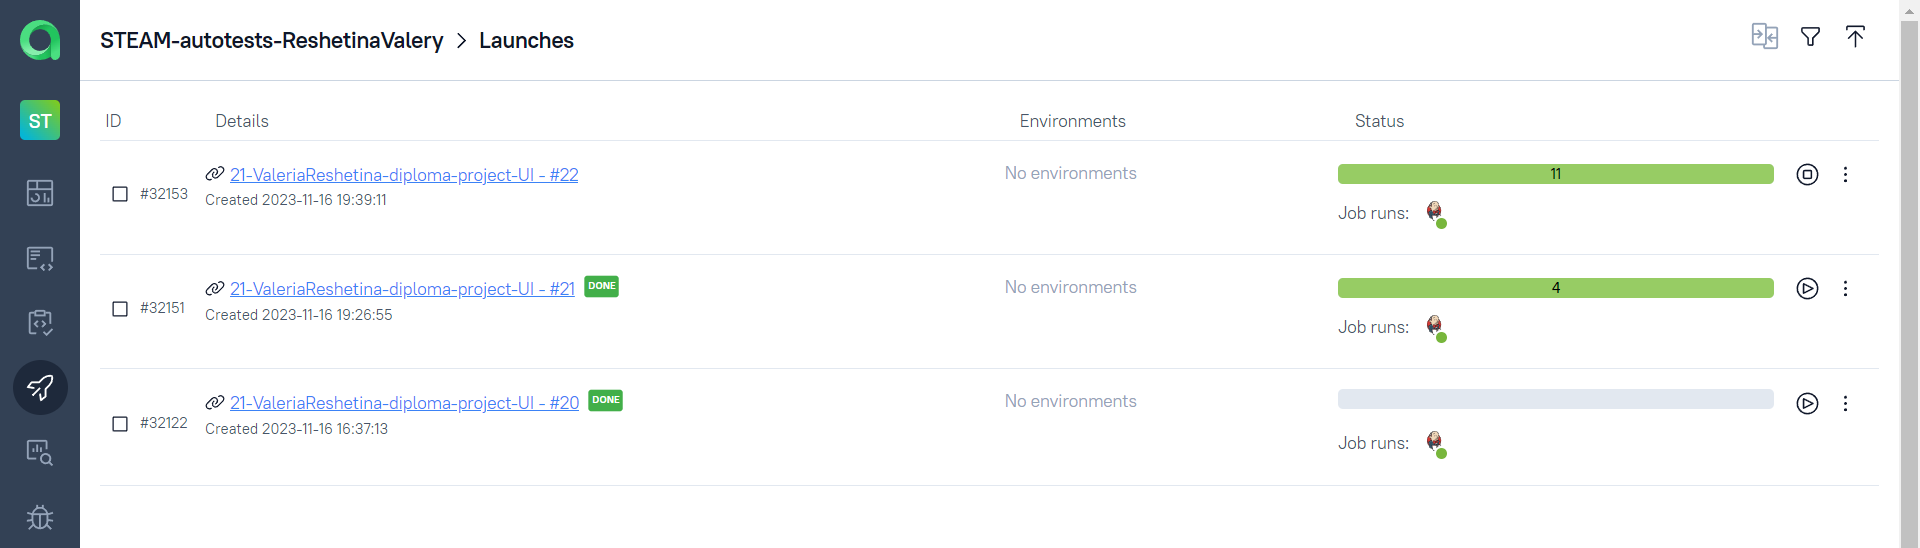 STEAM-autotests-ReshetinaValery > Launches
ST
ID Details Environments Status
21-ValeriaReshetina-diploma-project-UI - #22 No environments 11
#32153 Created 2023-11-16 19:39:11
Job runs:
21-ValeriaReshetina-diploma-project-UI - #21 DONE No environments 4
#32151 Created 2023-11-16 19:26:55
Job runs:
21-ValeriaReshetina-diploma-project-UI - #20 DONE No environments
#32122 Created 2023-11-16 16:37:13
Job runs: